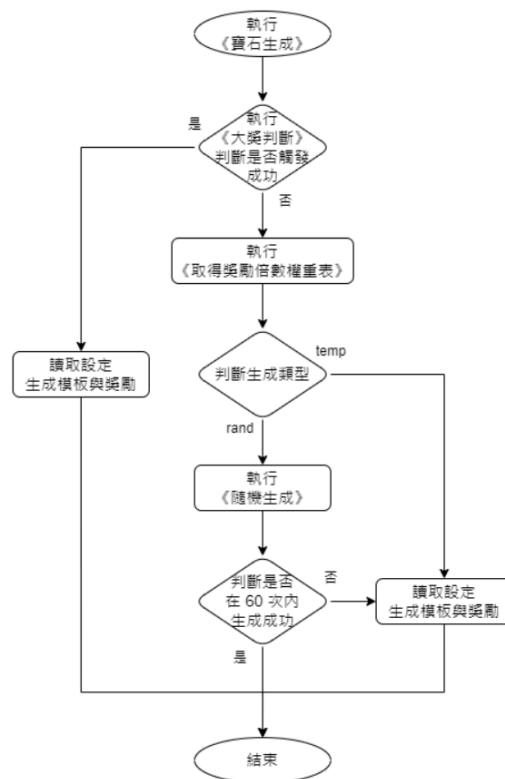 執行
《寶石生成》
執行
《大獎判斷》
判斷是否觸發
成功
是
否
執行
《取得獎勵倍數權重表》
判斷生成類型
temp
rand
讀取設定
生成模板與獎勵
執行
《隨機生成》
判斷是否
在 60 次內
生成成功
否
是
讀取設定
生成模板與獎勵
結束